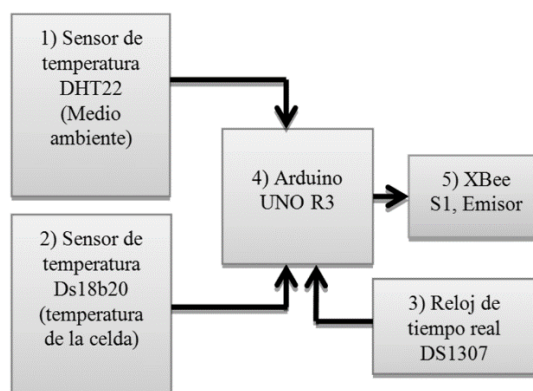 1) Sensor de
temperatura
DHT22
(Medio
ambiente)
2) Sensor de
temperatura
Ds18b20
(temperatura
de la celda)
4) Arduino
UNO R3
5) XBee
S1, Emisor
3) Reloj de
tiempo real
DS1307